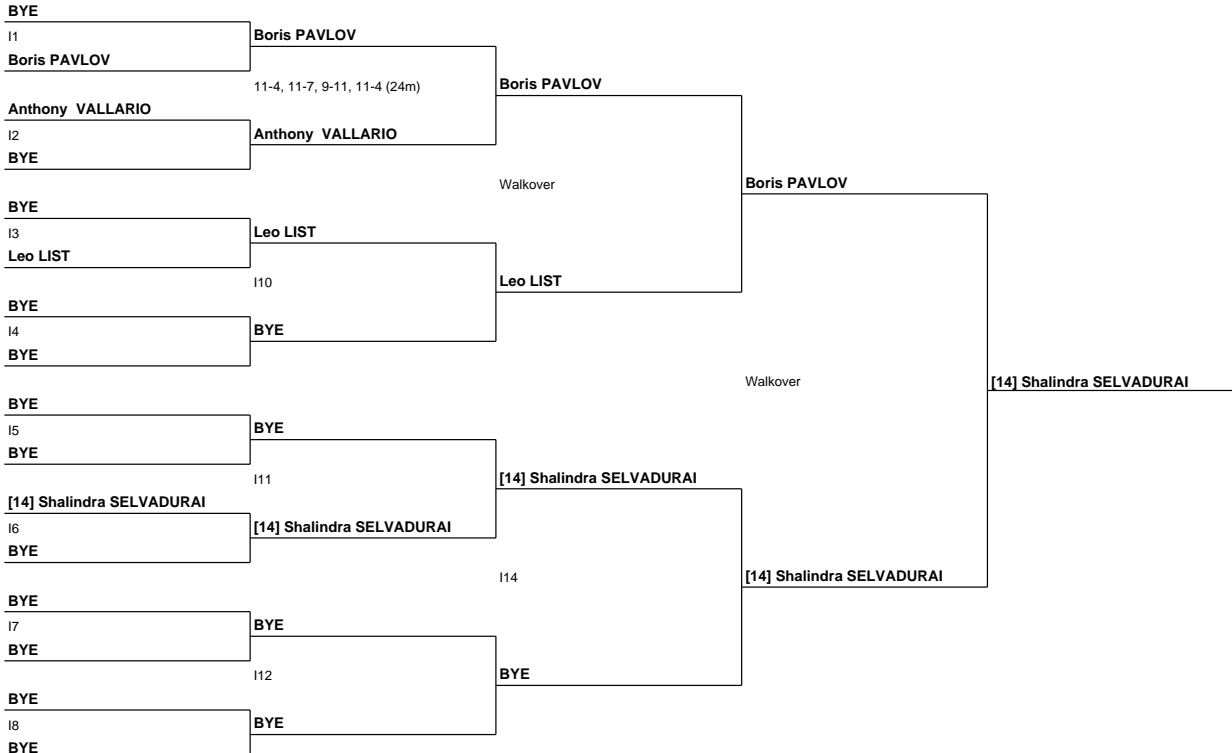 BYE
I1
Boris PAVLOV
Boris PAVLOV
11-4, 11-7, 9-11, 11-4 (24m)
Boris PAVLOV
Anthony  VALLARIO
I2
Anthony  VALLARIO
BYE
Walkover
Boris PAVLOV
BYE
I3
Leo LIST
Leo LIST
I10
Leo LIST
BYE
I4
BYE
BYE
Walkover
[14] Shalindra SELVADURAI
BYE
I5
BYE
BYE
I11
[14] Shalindra SELVADURAI
[14] Shalindra SELVADURAI
I6
[14] Shalindra SELVADURAI
BYE
I14
[14] Shalindra SELVADURAI
BYE
I7
BYE
BYE
I12
BYE
BYE
I8
BYE
BYE